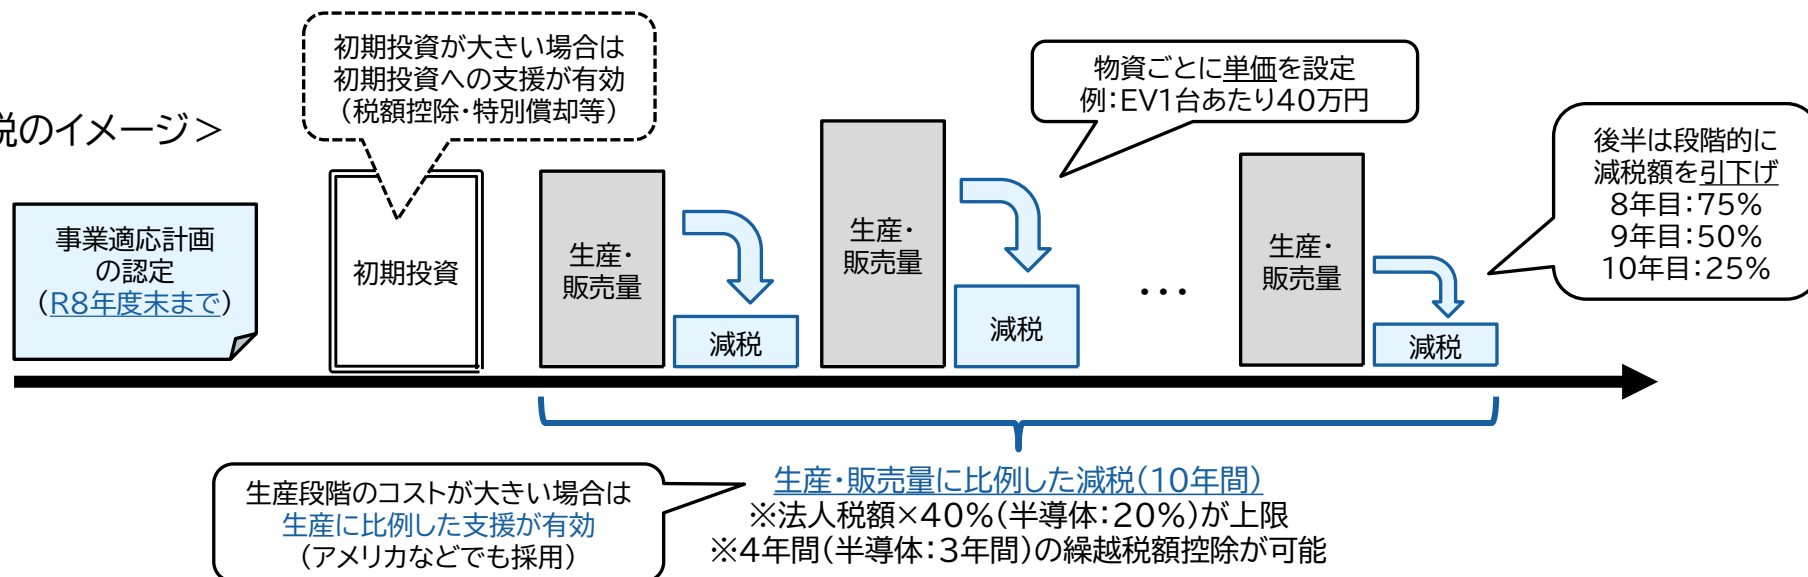 税のイメージ＞
事業適応計画
の認定
（R8年度末まで）
初期投資が大きい場合は
初期投資への支援が有効
（税額控除・特別償却等）
初期投資
生産・
販売量
減税
生産・
販売量
減税
物資ごとに単価を設定
例：EV1台あたり40万円
…
生産・
販売量
減税
後半は段階的に
減税額を引下げ
8年目：75%
9年目：50%
10年目：25%
生産段階のコストが大きい場合は
生産に比例した支援が有効
（アメリカなどでも採用）
生産・販売量に比例した減税（10年間）
※法人税額×40%（半導体：20%）が上限
※4年間（半導体：3年間）の繰越税額控除が可能